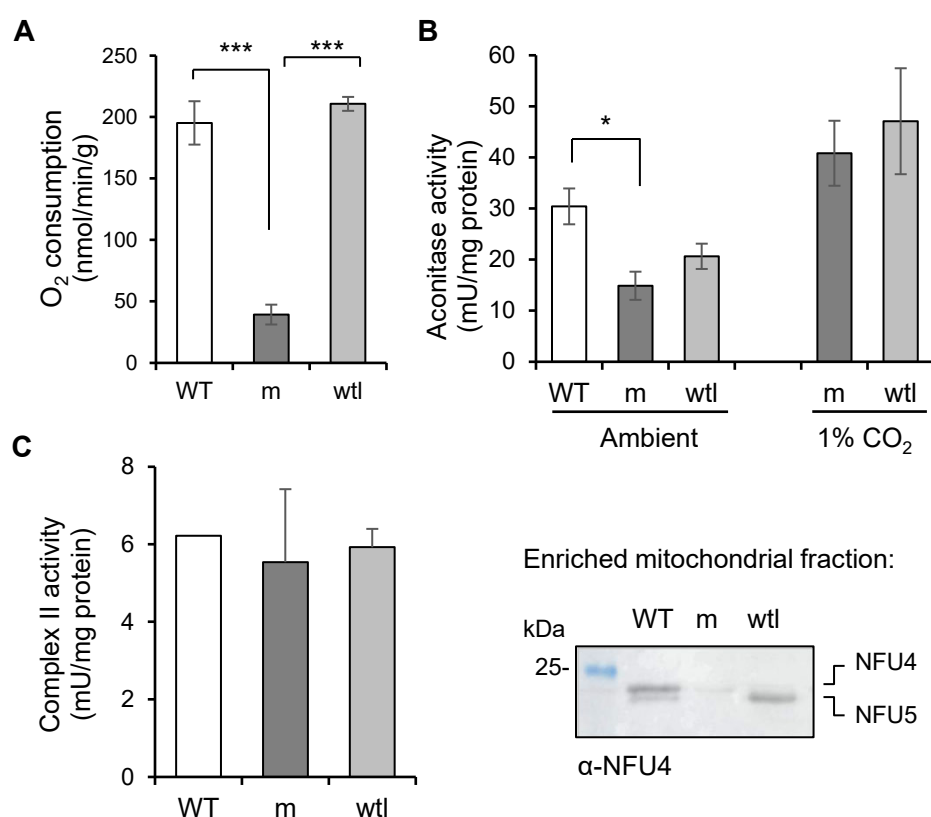 A
***
***
O2 consumption
(nmol/min/g)
250
200
150
100
50
0
WT m wtl
B
*
Aconitase activity
(mU/mg protein)
60
50
40
30
20
10
0
WT m wtl m wtl
Ambient 1% CO2
C
Complex II activity
(mU/mg protein)
8
6
4
2
0
WT m wtl
Enriched mitochondrial fraction:
WT m wtl
kDa
25-
NFU4
NFU5
α-NFU4